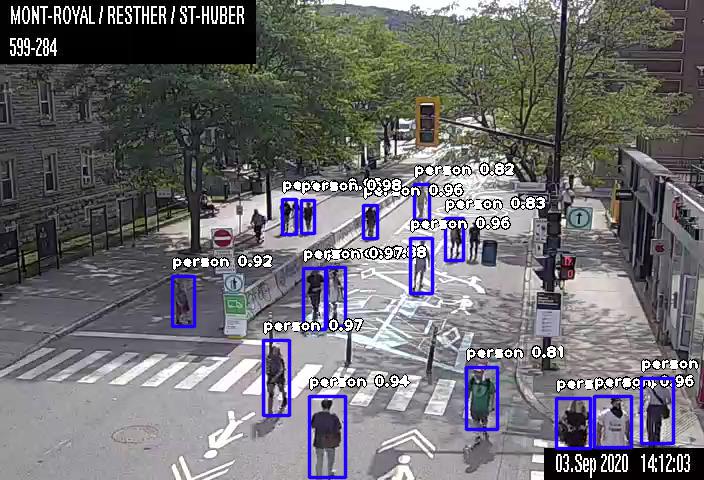 MONT-ROYAL / RESTHER / ST-HUBER
599-284
person 0.82
person 0.98
0.96
person 0.83
0.96
person
person 0.92
person 0.97
person 0.97
person 0.81
person 0.94
person
person 0.96
03.Sep 2020 14:12:03